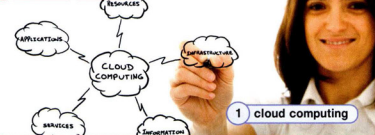 RESOURCES
APPLICATIONS
INFRASTRUCTURE
CLOUD
COMPUTING
SERVICES
INFORMATION
1 cloud computing